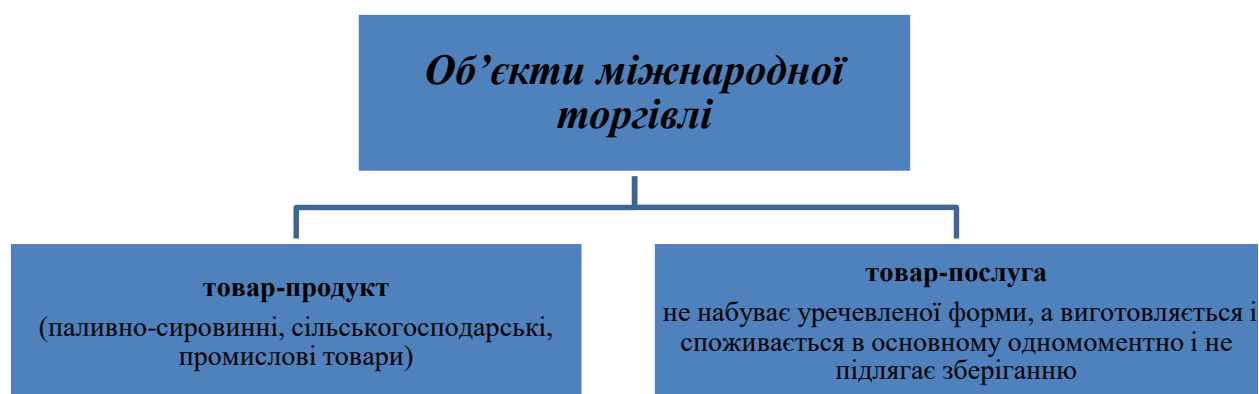 Об’єкти міжнародної
торгівлі
товар-продукт
(паливно-сировинні, сільськогосподарські,
промислові товари)
товар-послуга
не набуває уречевленої форми, а виготовляється і
споживається в основному одномоментно і не
підлягає зберіганню